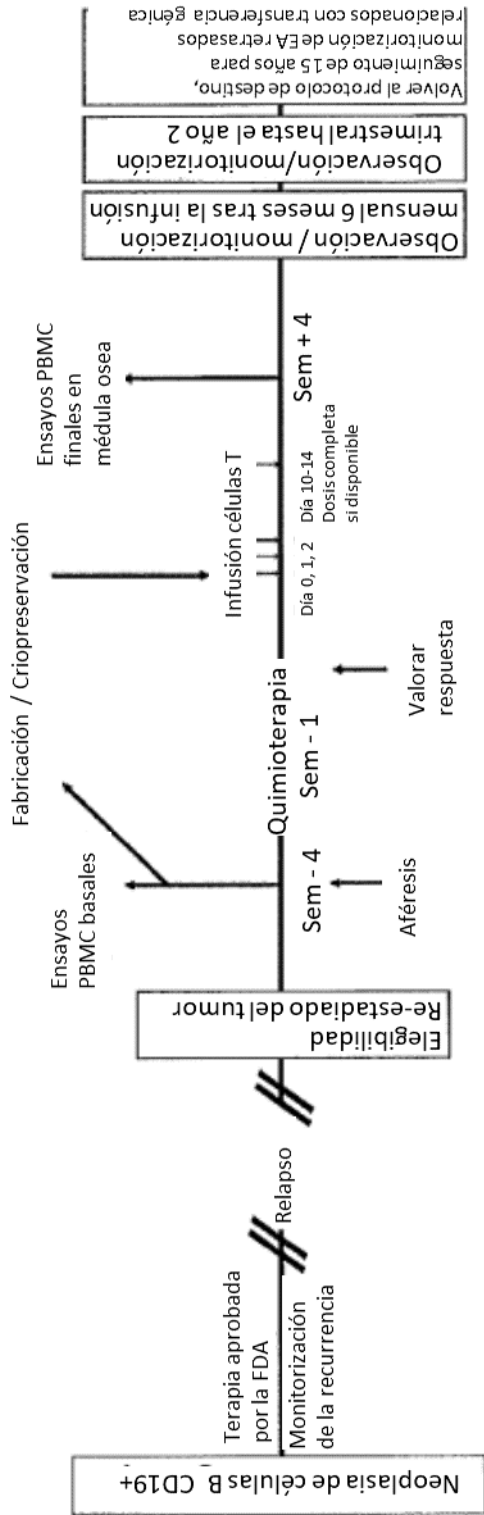 Neoplasia de células B CD19+
Terapia aprobada
por la FDA
Monitorización
de la recurrencia
Relapso
Elegibilidad
Re-estadiado del tumor
Ensayos
PBMC basales
Sem - 4
Aféresis
Fabricación / Criopreservación
Quimioterapia
Sem - 1
Valorar
respuesta
Infusión células T
Día 0, 1, 2
Día 10-14
Dosis completa
si disponible
Ensayos PBMC
finales en
médula osea
Sem + 4
Observación / monitorización
mensual 6 meses tras la infusión
Observación/monitorización
trimestral hasta el año 2
Volver al protocolo de destino,
seguimiento de 15 años para
monitorización de EA retrasados
relacionados con transferencia génica